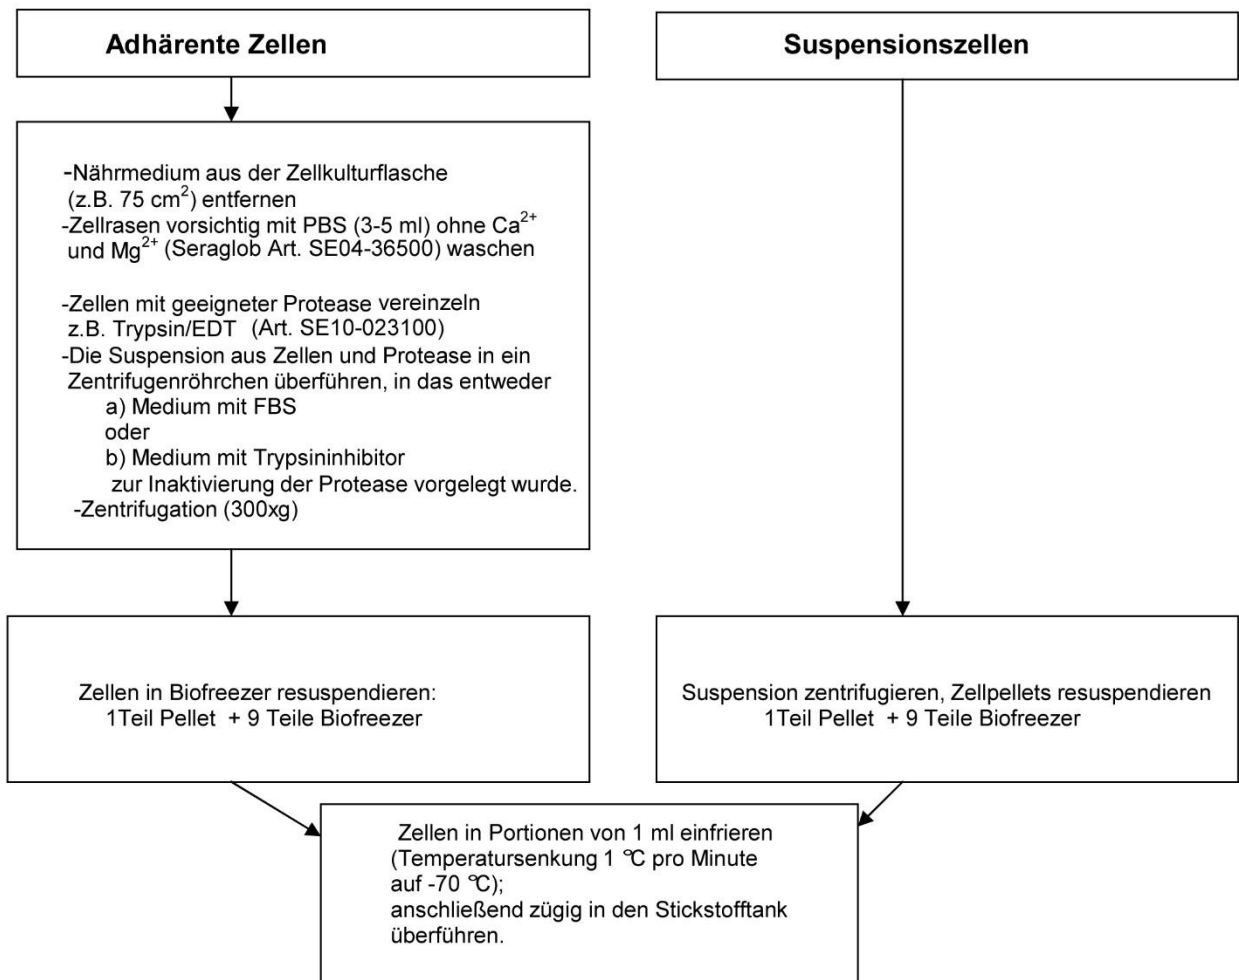 Adhärente Zellen
Suspensionszellen
-Nährmedium aus der Zellkulturflasche
(z.B. 75 cm²) entfernen
-Zellrasen vorsichtig mit PBS (3-5 ml) ohne Ca²⁺
und Mg²⁺ (Seraglob Art. SE04-36500) waschen
-Zellen mit geeigneter Protease vereinzeln
z.B. Trypsin/EDT (Art. SE10-023100)
-Die Suspension aus Zellen und Protease in ein
Zentrifugenröhrchen überführen, in das entweder
a) Medium mit FBS
oder
b) Medium mit Trypsininhibitor
zur Inaktivierung der Protease vorgelegt wurde.
-Zentrifugation (300xg)
Zellen in Biofreezer resuspendieren:
1Teil Pellet + 9 Teile Biofreezer
Suspension zentrifugieren, Zellpellets resuspendieren
1Teil Pellet + 9 Teile Biofreezer
Zellen in Portionen von 1 ml einfrieren
(Temperatursenkung 1 °C pro Minute
auf -70 °C);
anschließend zügig in den Stickstofftank
überführen.